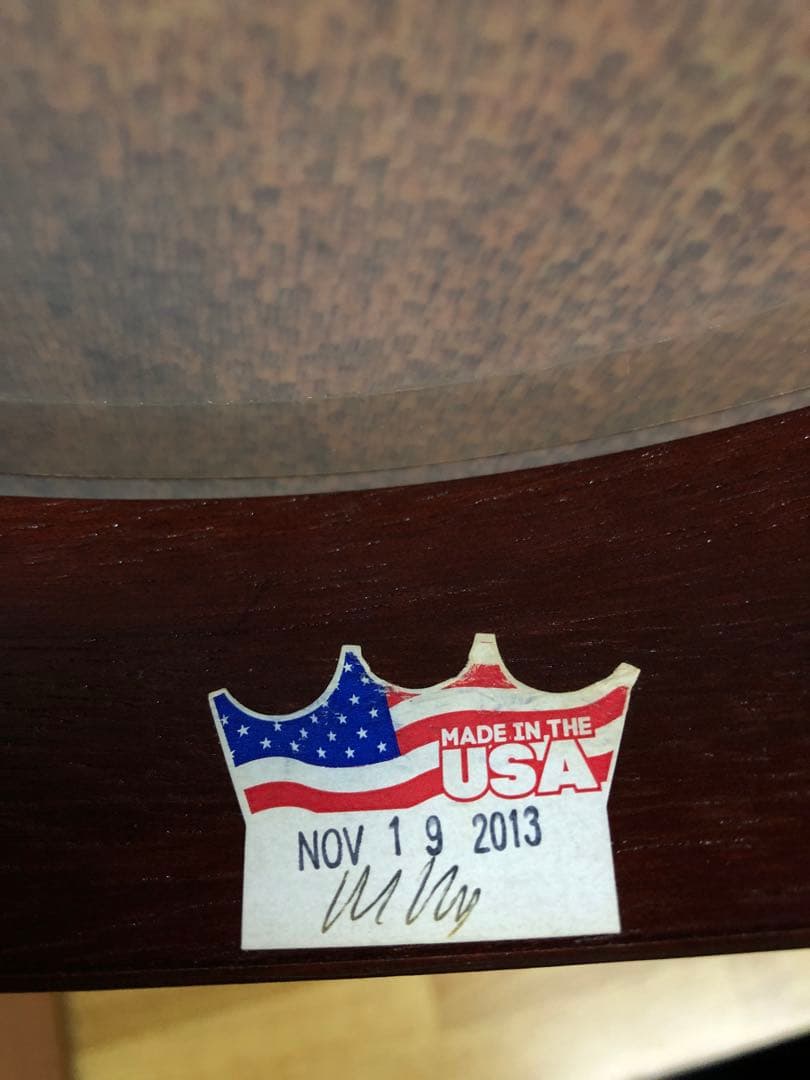 MADE IN THE
USA
NOV 19 2013